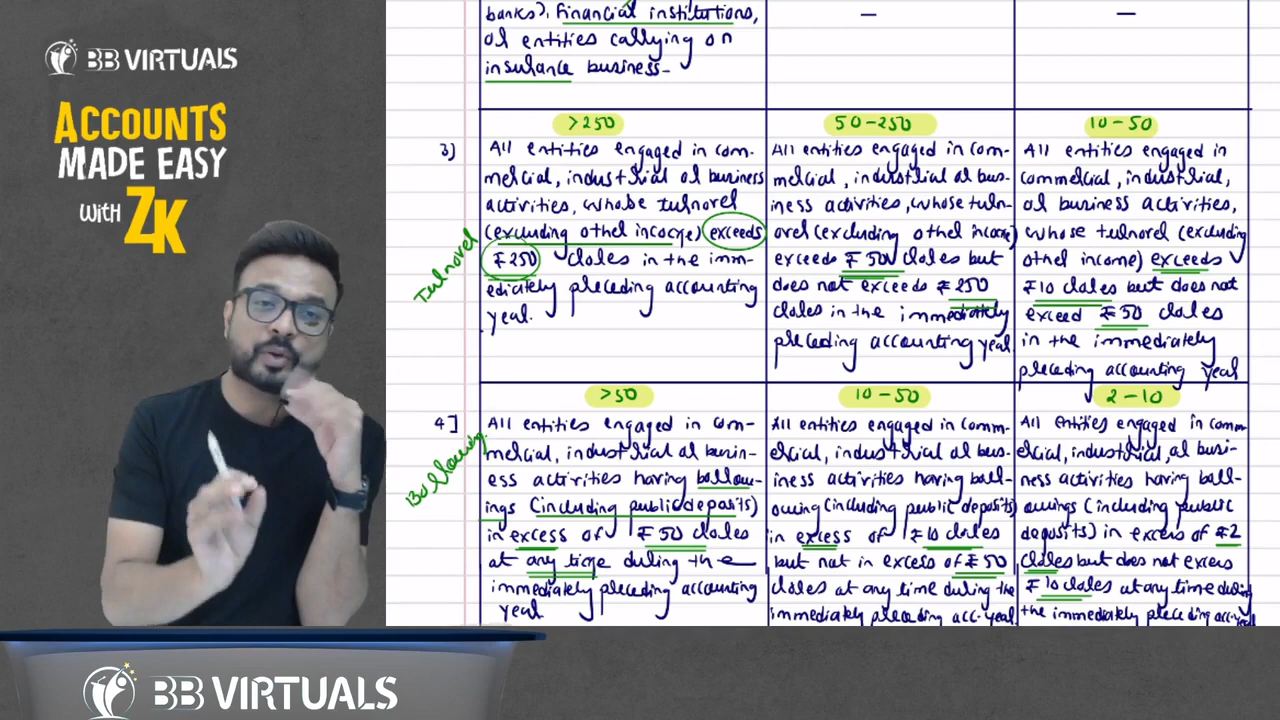 BB VIRTUALS
ACCOUNTS
MADE EASY
WITH ZK
banks), Financial institutions,
or entities carrying on
insurance business-
—
—
>250
3)
Turnover
All entities engaged in com-
mercial, industrial or business
activities, whose turnover
(excluding other income) exceeds
₹250 crores in the imm-
ediately preceding accounting
year.
50-250
All entities engaged in com-
mercial, industrial or bus-
iness activities, whose turn-
over (excluding other income)
exceeds ₹50 crores but
does not exceeds ₹250
crores in the immediately
preceding accounting year
10-50
All entities engaged in
commercial, industrial,
or business activities,
whose turnover (excluding
other income) exceeds
₹10 crores but does not
exceed ₹50 crores
in the immediately
preceding accounting year
>50
4]
Borrowing
All entities engaged in com-
mercial, industrial or busin-
ess activities having borrow-
ings (including public deposits)
in excess of ₹50 crores
at any time during the
immediately preceding accounting
year.
10-50
All entities engaged in comm-
ercial, industrial or bus-
iness activities having borr-
owing (including public deposits)
in excess of ₹10 crores
but not in excess of ₹50
crores at any time during the
immediately preceding acc. year.
2-10
All entities engaged in comm-
ercial, industrial, or busi-
ness activities having borr-
owings (including public
deposits) in excess of ₹2
crores but does not excess
₹10 crores at any time during
the immediately preceding acc. year
BB VIRTUALS